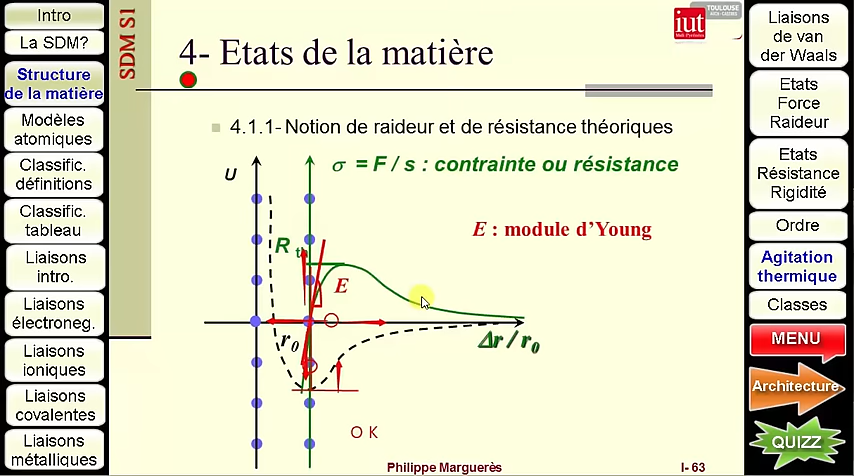 Intro
La SDM?
Structure
de la matière
Modèles
atomiques
Classific.
définitions
Classific.
tableau
Liaisons
intro.
Liaisons
électroneg.
Liaisons
ioniques
Liaisons
covalentes
Liaisons
métalliques
SDM S1
iut
TOULOUSE
4- Etats de la matière
4.1.1- Notion de raideur et de résistance théoriques
σ = F / s : contrainte ou résistance
U
E : module d'Young
R th
E
r0
Δr / r0
O K
Philippe Marguerès
I- 63
Liaisons
de van
der Waals
Etats
Force
Raideur
Etats
Résistance
Rigidité
Ordre
Agitation
thermique
Classes
MENU
Architecture
QUIZZ